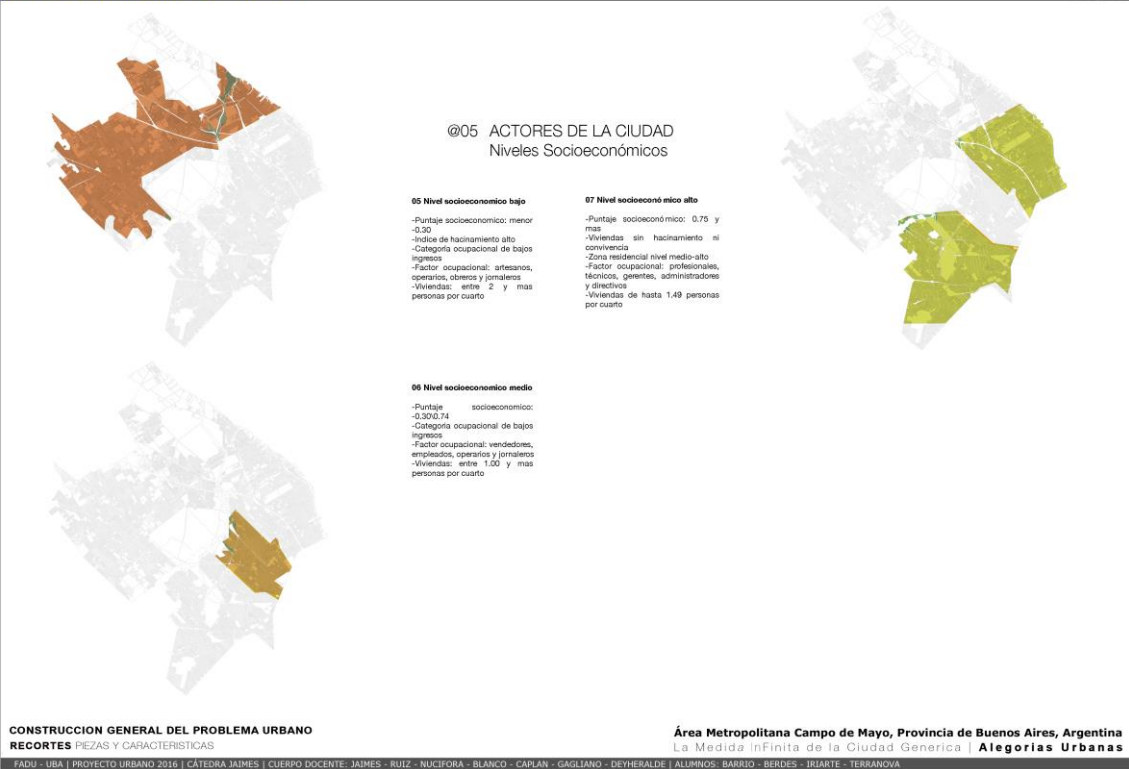 @05 ACTORES DE LA CIUDAD
Niveles Socioeconómicos
05 Nivel socioeconomico bajo
-Puntaje socioeconomico: menor
-0.30
-Indice de hacinamiento alto
-Categoría ocupacional de bajos
ingresos
-Factor ocupacional: artesanos,
operarios, obreros y jornaleros
-Viviendas: entre 2 y mas
personas por cuarto
07 Nivel socioeconómico alto
-Puntaje socioeconómico: 0.75 y
mas
-Viviendas sin hacinamiento ni
convivencia
-Zona residencial nivel medio-alto
-Factor ocupacional: profesionales,
técnicos, gerentes, administradores
y directivos
-Viviendas de hasta 1.49 personas
por cuarto
06 Nivel socioeconomico medio
-Puntaje socioeconomico:
-0.30\0.74
-Categoria ocupacional de bajos
ingresos
-Factor ocupacional: vendedores,
empleados, operarios y jornaleros
-Viviendas: entre 1.00 y mas
personas por cuarto
CONSTRUCCION GENERAL DEL PROBLEMA URBANO
RECORTES PIEZAS Y CARACTERISTICAS
Área Metropolitana Campo de Mayo, Provincia de Buenos Aires, Argentina
La Medida InFinita de la Ciudad Generica | Alegorias Urbanas
FADU - UBA | PROYECTO URBANO 2016 | CÁTEDRA JAIMES | CUERPO DOCENTE: JAIMES - RUIZ - NUCIFORA - BLANCO - CAPLAN - GAGLIANO - DEYHERALDE | ALUMNOS: BARRIO - BERDES - IRIARTE - TERRANOVA